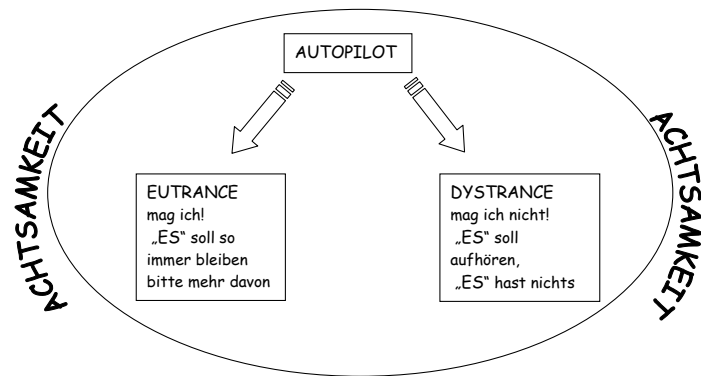 AUTOPILOT
ACHTSAMKEIT
ACHTSAMKEIT
EUTRANCE
mag ich!
„ES“ soll so
immer bleiben
bitte mehr davon
DYSTRANCE
mag ich nicht!
„ES“ soll
aufhören,
„ES“ hast nichts